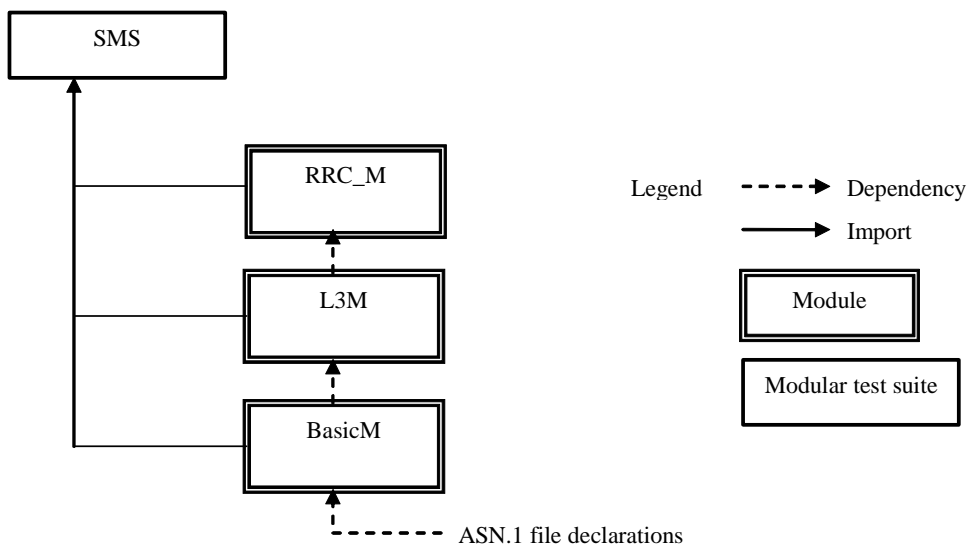 SMS
RRC_M
L3M
BasicM
ASN.1 file declarations
Legend
Dependency
Import
Module
Modular test suite